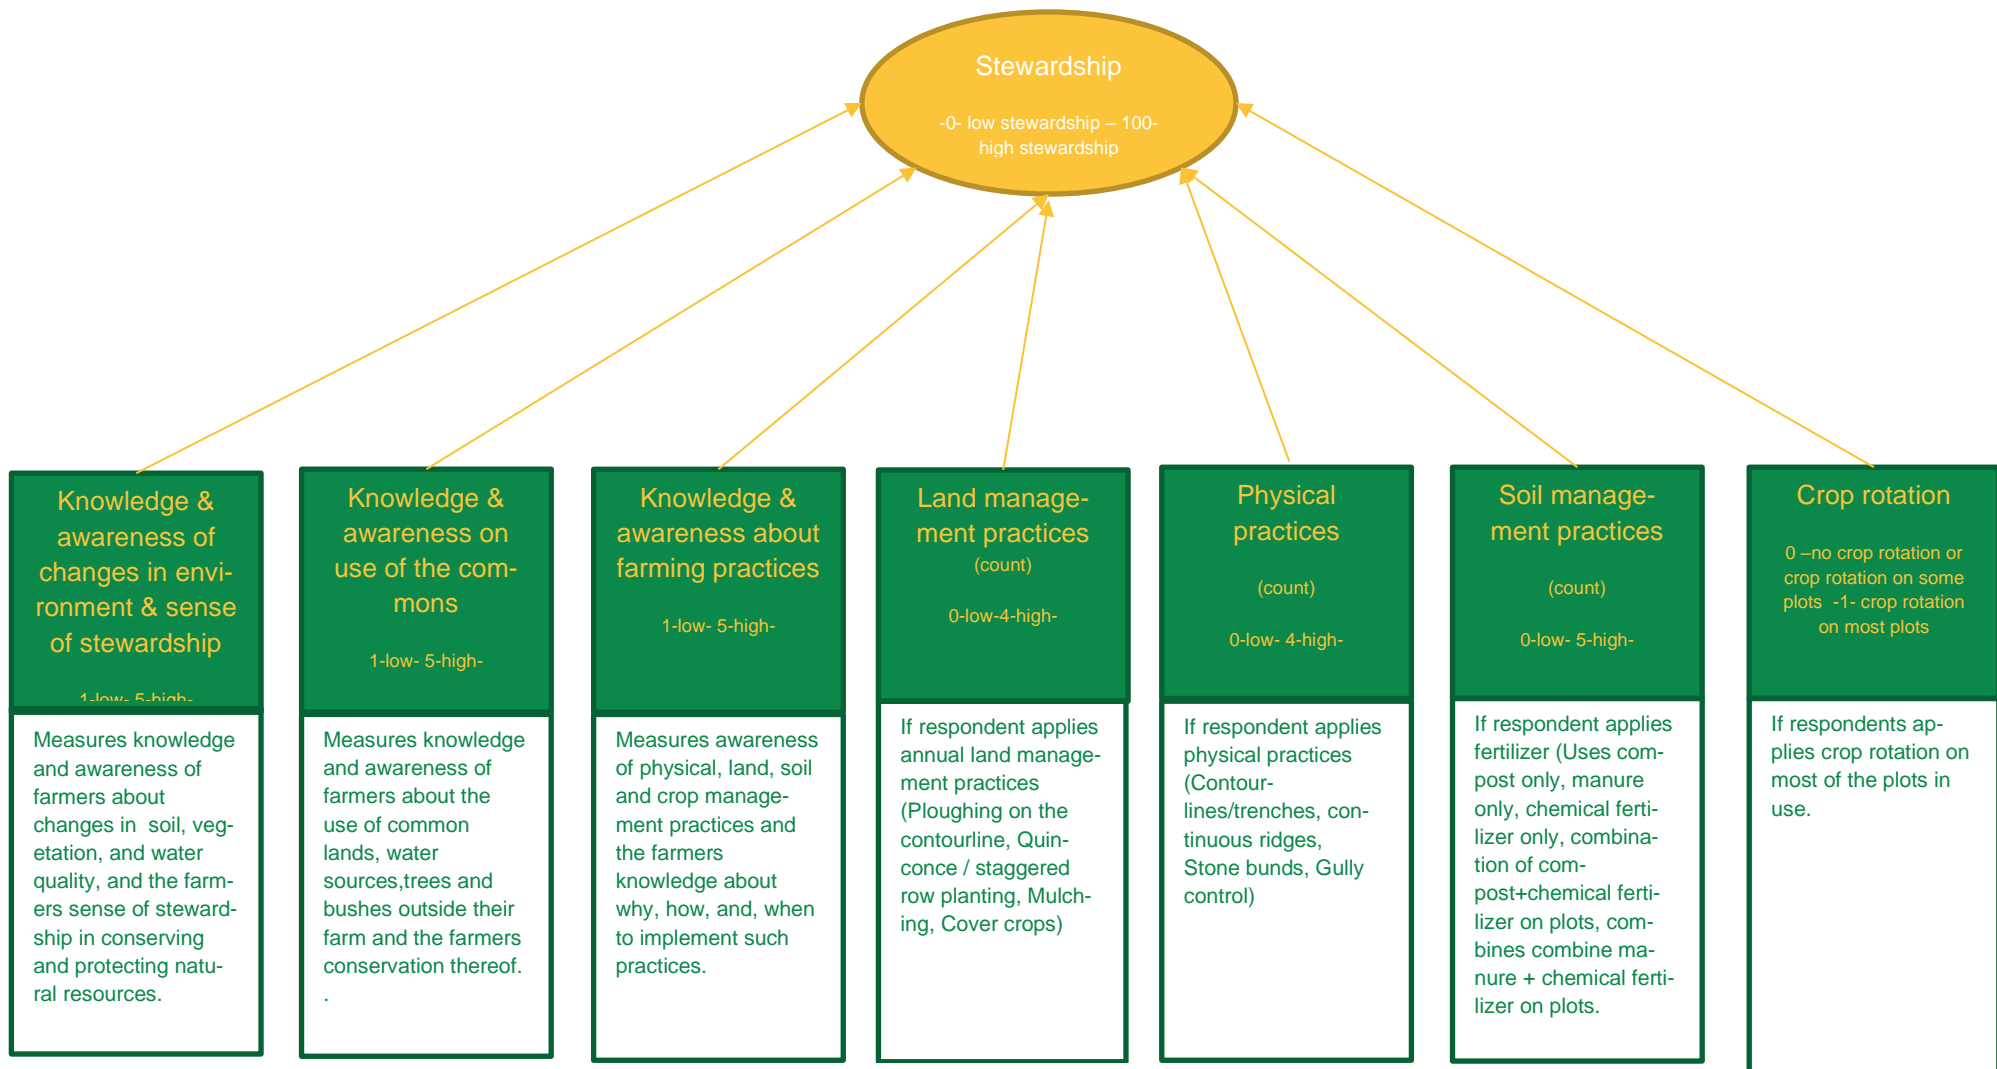 Stewardship
-0- low stewardship – 100-
high stewardship
Knowledge &
awareness of
changes in envi-
ronment & sense
of stewardship
1-low- 5-high-
Measures knowledge
and awareness of
farmers about
changes in  soil, veg-
etation, and water
quality, and the farm-
ers sense of steward-
ship in conserving
and protecting natu-
ral resources.
Knowledge &
awareness on
use of the com-
mons
1-low- 5-high-
Measures knowledge
and awareness of
farmers about the
use of common
lands, water
sources,trees and
bushes outside their
farm and the farmers
conservation thereof.
.
Knowledge &
awareness about
farming practices
1-low- 5-high-
Measures awareness
of physical, land, soil
and crop manage-
ment practices and
the farmers
knowledge about
why, how, and, when
to implement such
practices.
Land manage-
ment practices
(count)
0-low-4-high-
If respondent applies
annual land manage-
ment practices
(Ploughing on the
contourline, Quin-
conce / staggered
row planting, Mulch-
ing, Cover crops)
Physical
practices
(count)
0-low- 4-high-
If respondent applies
physical practices
(Contour-
lines/trenches, con-
tinuous ridges,
Stone bunds, Gully
control)
Soil manage-
ment practices
(count)
0-low- 5-high-
If respondent applies
fertilizer (Uses com-
post only, manure
only, chemical ferti-
lizer only, combina-
tion of com-
post+chemical ferti-
lizer on plots, com-
bines combine ma-
nure + chemical ferti-
lizer on plots.
Crop rotation
0 –no crop rotation or
crop rotation on some
plots  -1- crop rotation
on most plots
If respondents ap-
plies crop rotation on
most of the plots in
use.